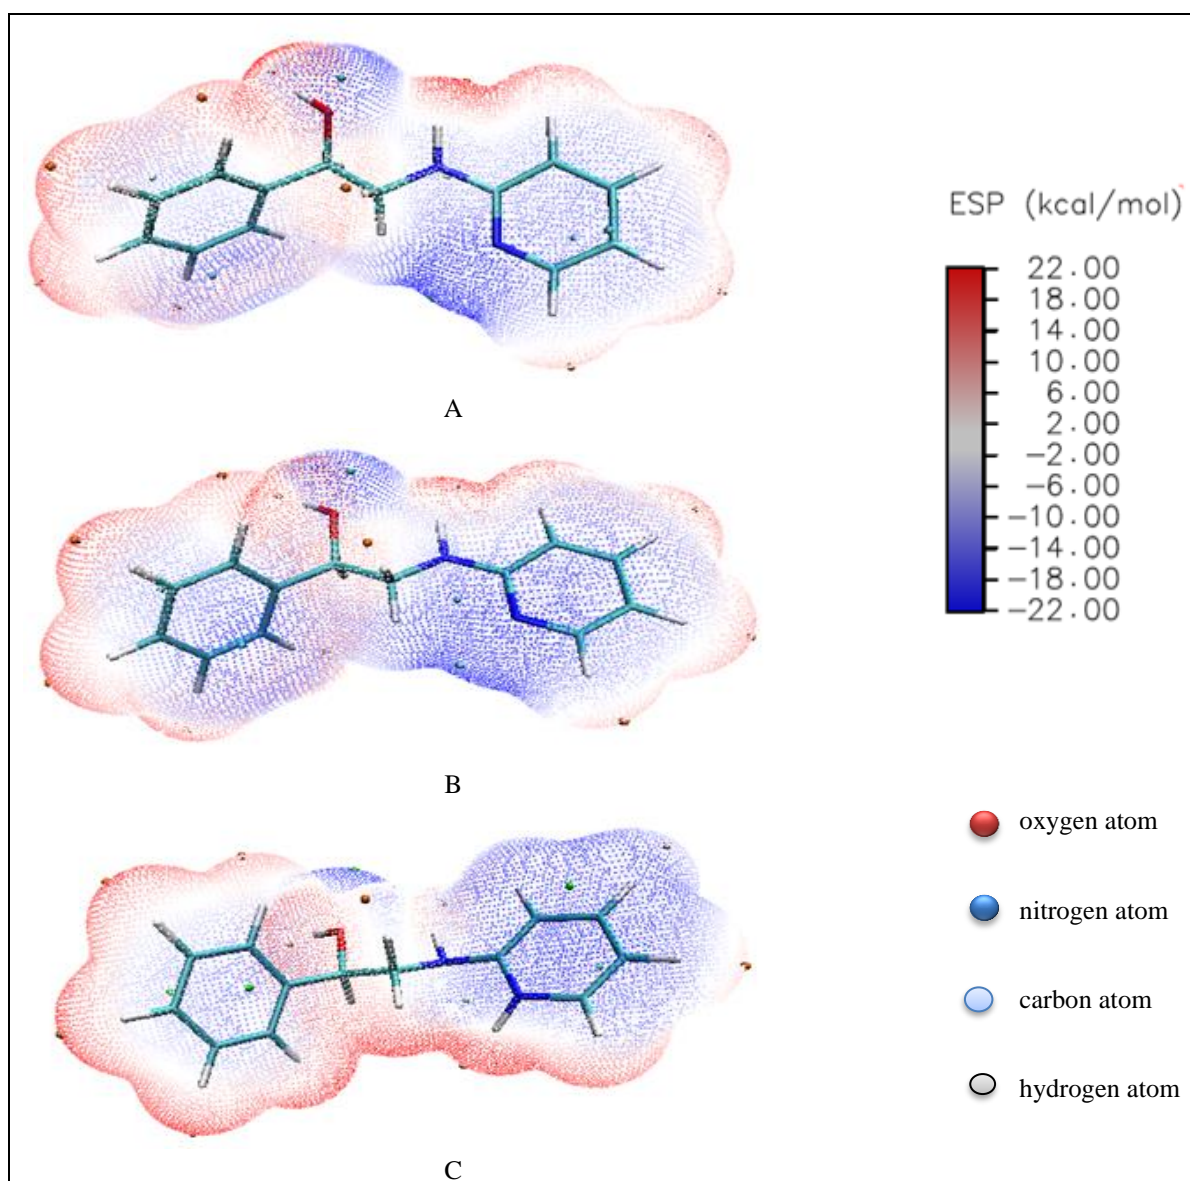 A
B
C
ESP (kcal/mol)
22.00
18.00
14.00
10.00
6.00
2.00
−2.00
−6.00
−10.00
−14.00
−18.00
−22.00
oxygen atom
nitrogen atom
carbon atom
hydrogen atom